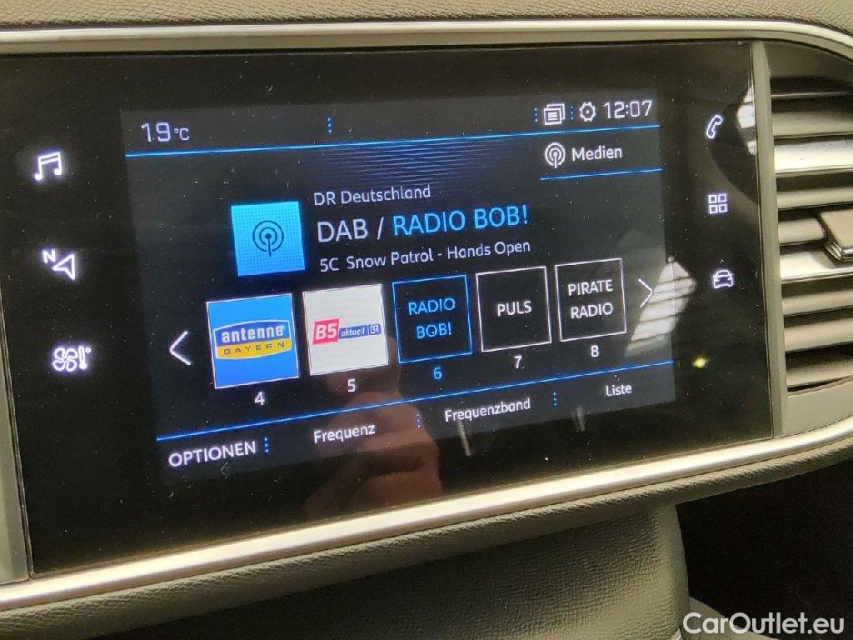 19°C
12:07
Medien
DR Deutschland
DAB / RADIO BOB!
5C Snow Patrol - Hands Open
antenne
BAYERN
B5 aktuell BR
RADIO
BOB!
PULS
PIRATE
RADIO
4 5 6 7 8
OPTIONEN Frequenz Frequenzband Liste
N
CarOutlet.eu